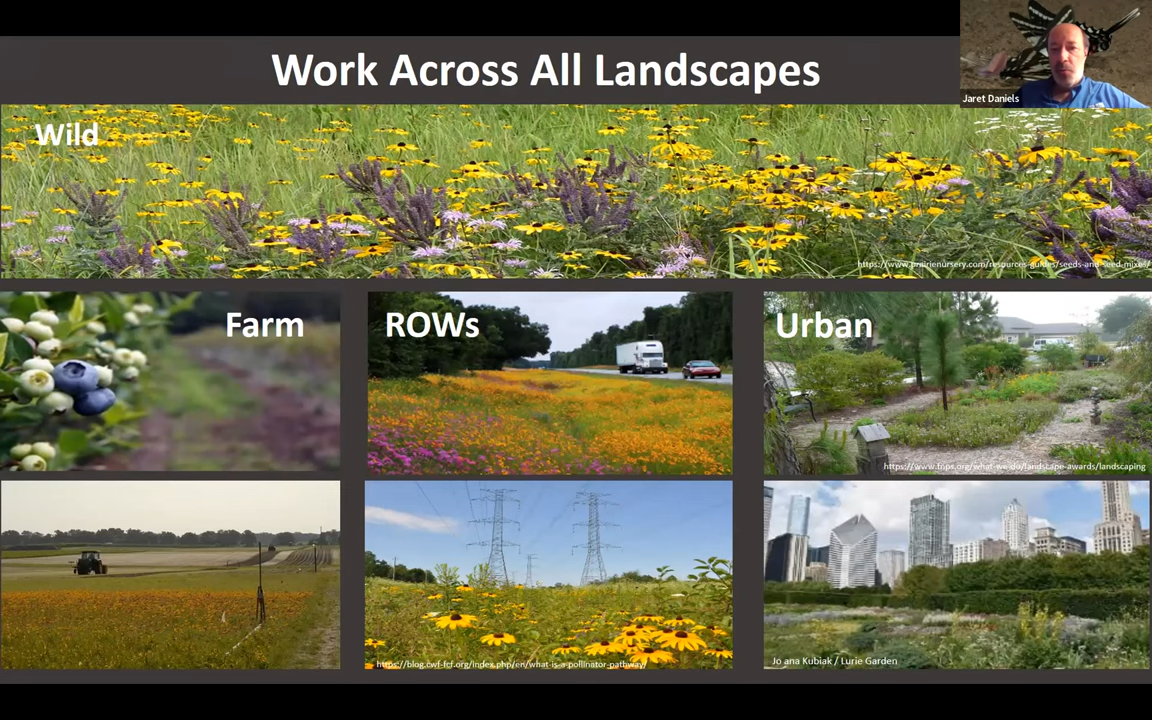 Work Across All Landscapes
Jaret Daniels
Wild
https://www.prairienursery.com/resources-guides/seeds-and-seed-mixes/
Farm
ROWs
Urban
https://www.fnps.org/what-we-do/landscape-awards/landscaping
https://blog.cwf-fcf.org/index.php/en/what-is-a-pollinator-pathway/
Jo ana Kubiak / Lurie Garden